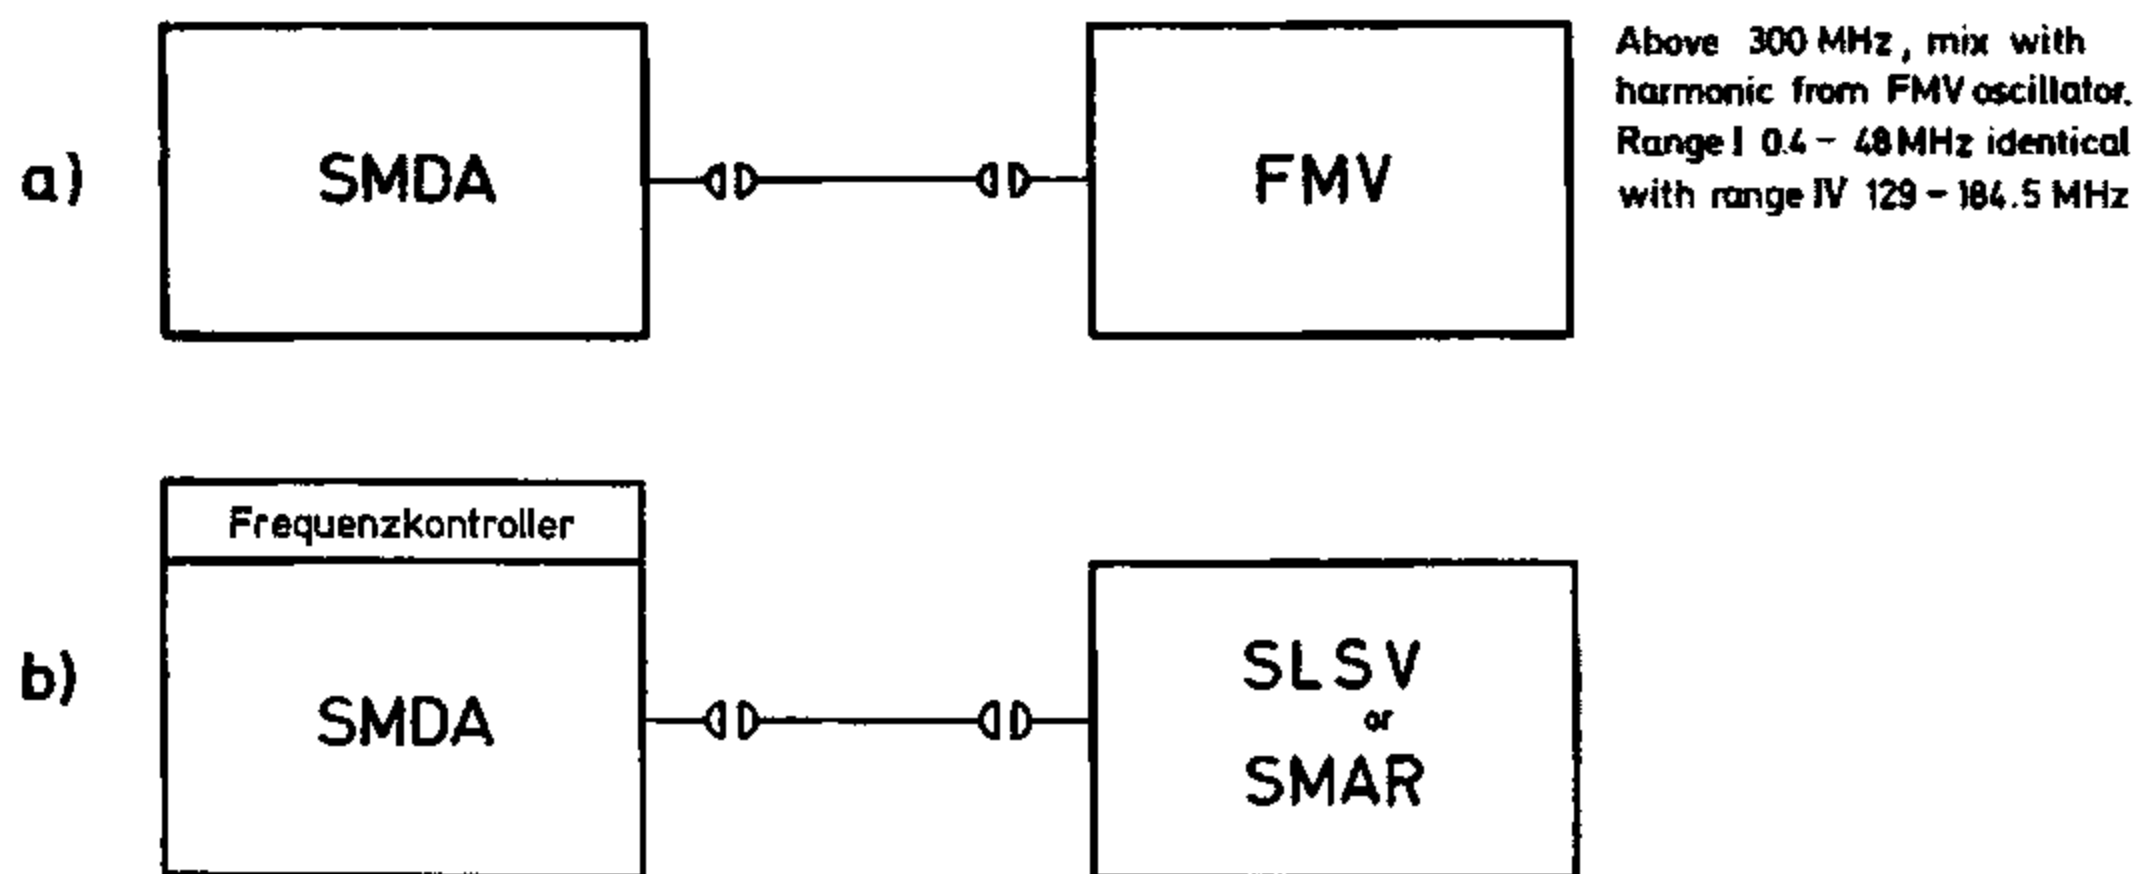 a)
SMDA
FMV
Above 300 MHz, mix with
harmonic from FMV oscillator.
Range I 0.4 - 48 MHz identical
with range IV 129 - 184.5 MHz
b)
Frequenzkontroller
SMDA
SLSV
or
SMAR